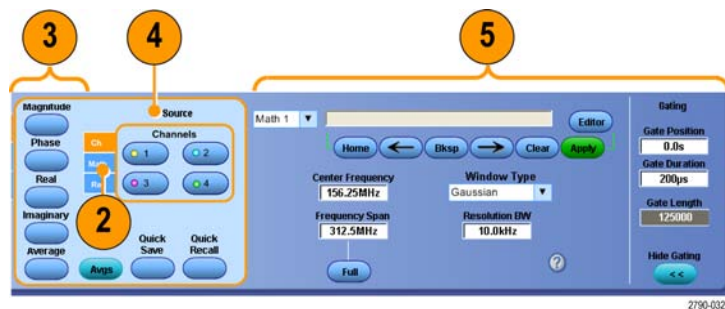 3
4
5
Magnitude
Phase
Real
Imaginary
Average
Source
Ch
Channels
1
2
3
4
2
Avgs
Quick
Save
Quick
Recall
Math 1
Editor
Home
←
Bksp
→
Clear
Apply
Center Frequency
156.25MHz
Frequency Span
312.5MHz
Full
Window Type
Gaussian
Resolution BW
10.0kHz
?
Gating
Gate Position
0.0s
Gate Duration
200µs
Gate Length
125000
Hide Gating
<<
2790-032